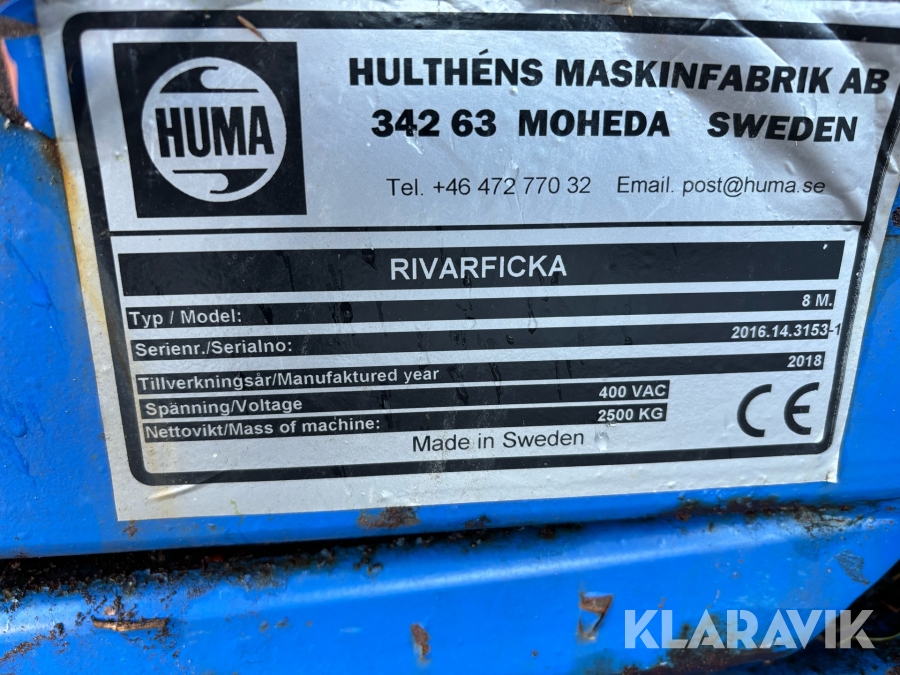 HUMA
HULTHÉNS MASKINFABRIK AB
342 63 MOHEDA SWEDEN
Tel. +46 472 770 32 Email. post@huma.se
RIVARFICKA
Typ / Model: 8 M.
Serienr./Serialno: 2016.14.3153-1
Tillverkningsår/Manufaktured year 2018
Spänning/Voltage 400 VAC
Nettovikt/Mass of machine: 2500 KG
CE
Made in Sweden
KLARAVIK